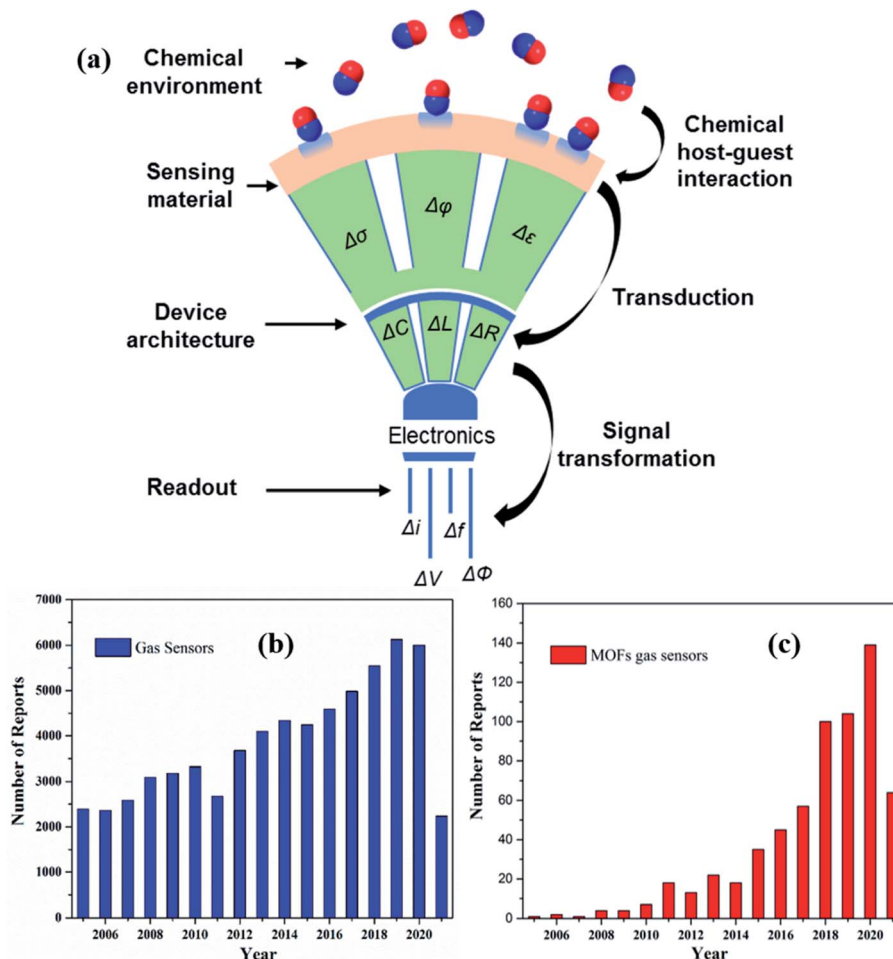 (a)
Chemical
environment
Chemical
host-guest
interaction
Sensing
material
Δσ
Δφ
Δε
Transduction
Device
architecture
ΔC
ΔL
ΔR
Electronics
Signal
transformation
Readout
Δi
Δf
ΔV
ΔΦ
7000
6000
5000
4000
3000
2000
1000
0
Number of Reports
Gas Sensors
(b)
2006 2008 2010 2012 2014 2016 2018 2020
Year
160
140
120
100
80
60
40
20
0
Number of Reports
MOFs gas sensors
(c)
2006 2008 2010 2012 2014 2016 2018 2020
Year